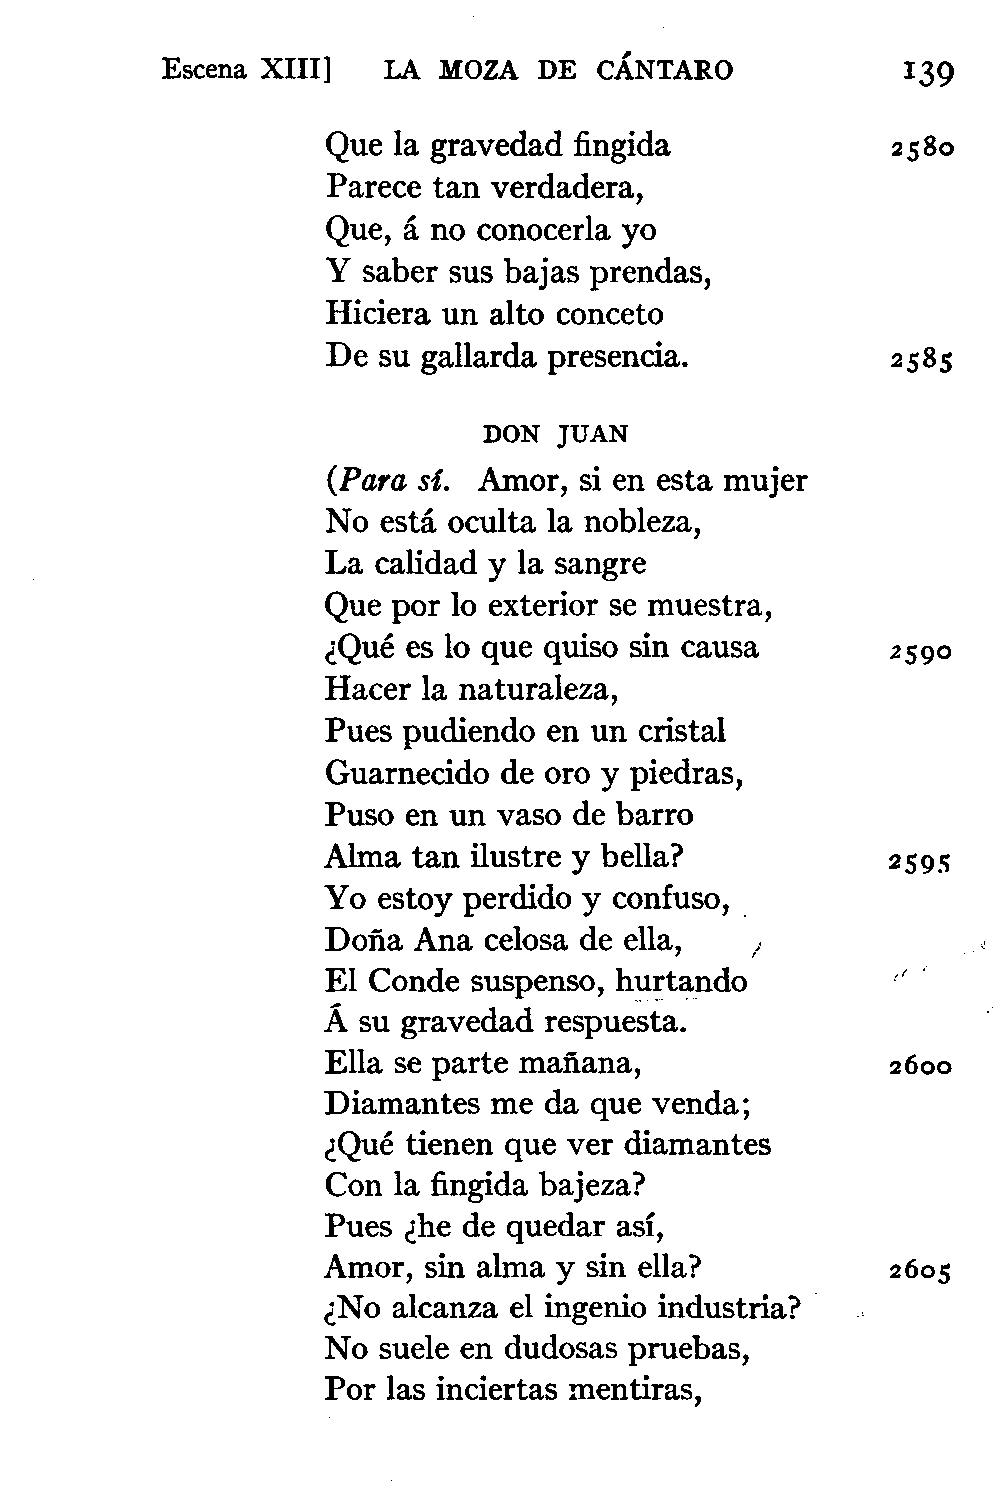 Escena XIII] LA MOZA DE CÁNTARO 139
Que la gravedad fingida 2580
Parece tan verdadera,
Que, á no conocerla yo
Y saber sus bajas prendas,
Hiciera un alto conceto
De su gallarda presencia. 2585
DON JUAN
(Para sí. Amor, si en esta mujer
No está oculta la nobleza,
La calidad y la sangre
Que por lo exterior se muestra,
¿Qué es lo que quiso sin causa 2590
Hacer la naturaleza,
Pues pudiendo en un cristal
Guarnecido de oro y piedras,
Puso en un vaso de barro
Alma tan ilustre y bella? 2595
Yo estoy perdido y confuso,
Doña Ana celosa de ella,
El Conde suspenso, hurtando
Á su gravedad respuesta.
Ella se parte mañana, 2600
Diamantes me da que venda;
¿Qué tienen que ver diamantes
Con la fingida bajeza?
Pues ¿he de quedar así,
Amor, sin alma y sin ella? 2605
¿No alcanza el ingenio industria?
No suele en dudosas pruebas,
Por las inciertas mentiras,